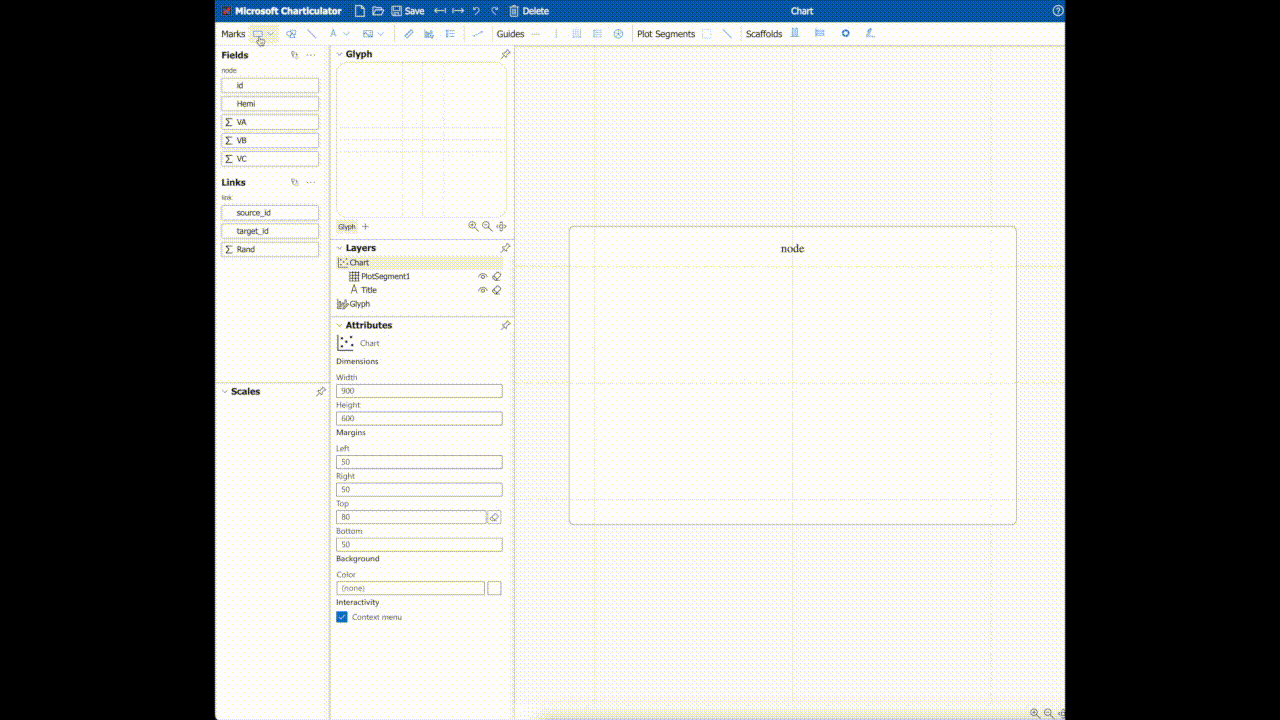 Microsoft Charticulator Save Delete Chart
Marks Guides Plot Segments Scaffolds
Fields
node
id
Hemi
Σ VA
Σ VB
Σ VC
Links
link
source_id
target_id
Σ Rand
Scales
Glyph
Glyph +
Layers
Chart
PlotSegment1
A Title
Glyph
Attributes
Chart
Dimensions
Width
900
Height
600
Margins
Left
50
Right
50
Top
80
Bottom
50
Background
Color
(none)
Interactivity
Context menu
node